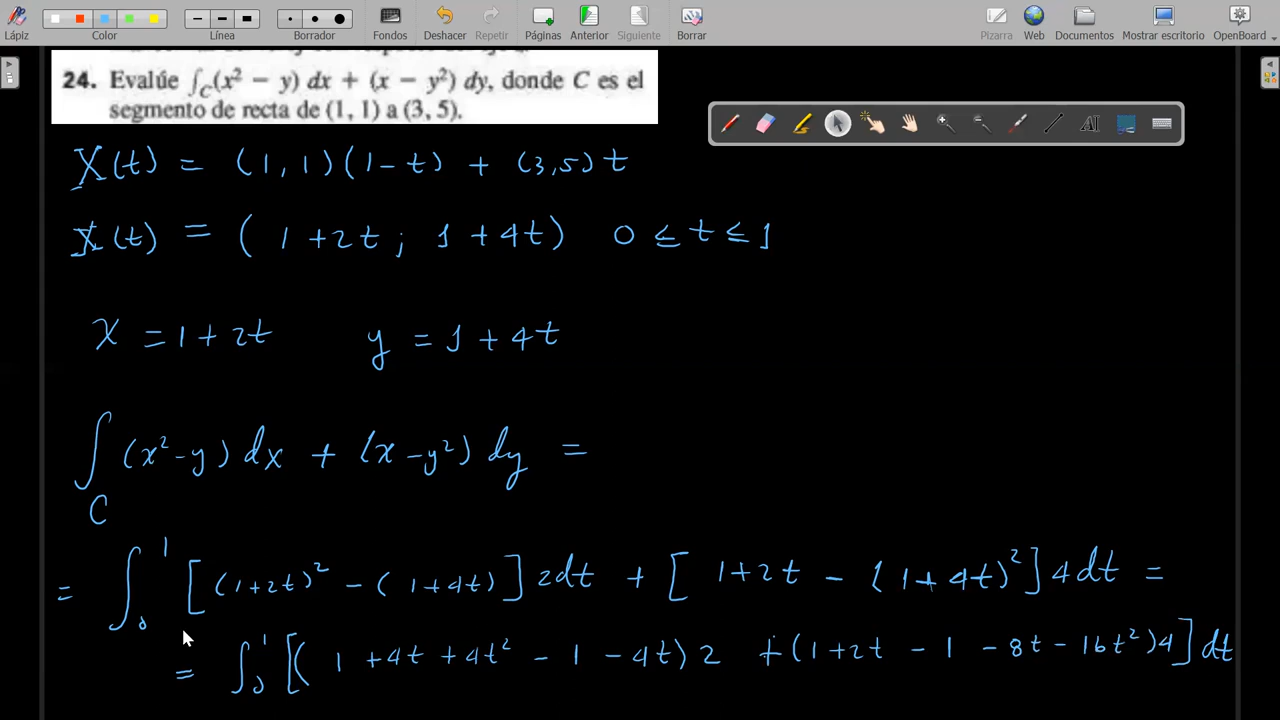 Lápiz Color Línea Borrador Fondos Deshacer Repetir Páginas Anterior Siguiente Borrar Pizarra Web Documentos Mostrar escritorio OpenBoard
24. Evalúe ∫C(x² − y) dx + (x − y²) dy, donde C es el
segmento de recta de (1, 1) a (3, 5).
X(t) = (1,1)(1-t) + (3,5)t
X(t) = ( 1+2t ; 1+4t) 0 ≤ t ≤ 1
x = 1+2t y = 1+4t
∫C (x²-y) dx + (x-y²) dy =
= ∫₀¹ [(1+2t)² - (1+4t)] 2dt + [1+2t - (1+4t)²] 4dt =
= ∫₀¹ [(1+4t+4t² - 1 - 4t) 2 + (1+2t - 1 - 8t - 16t²)4] dt